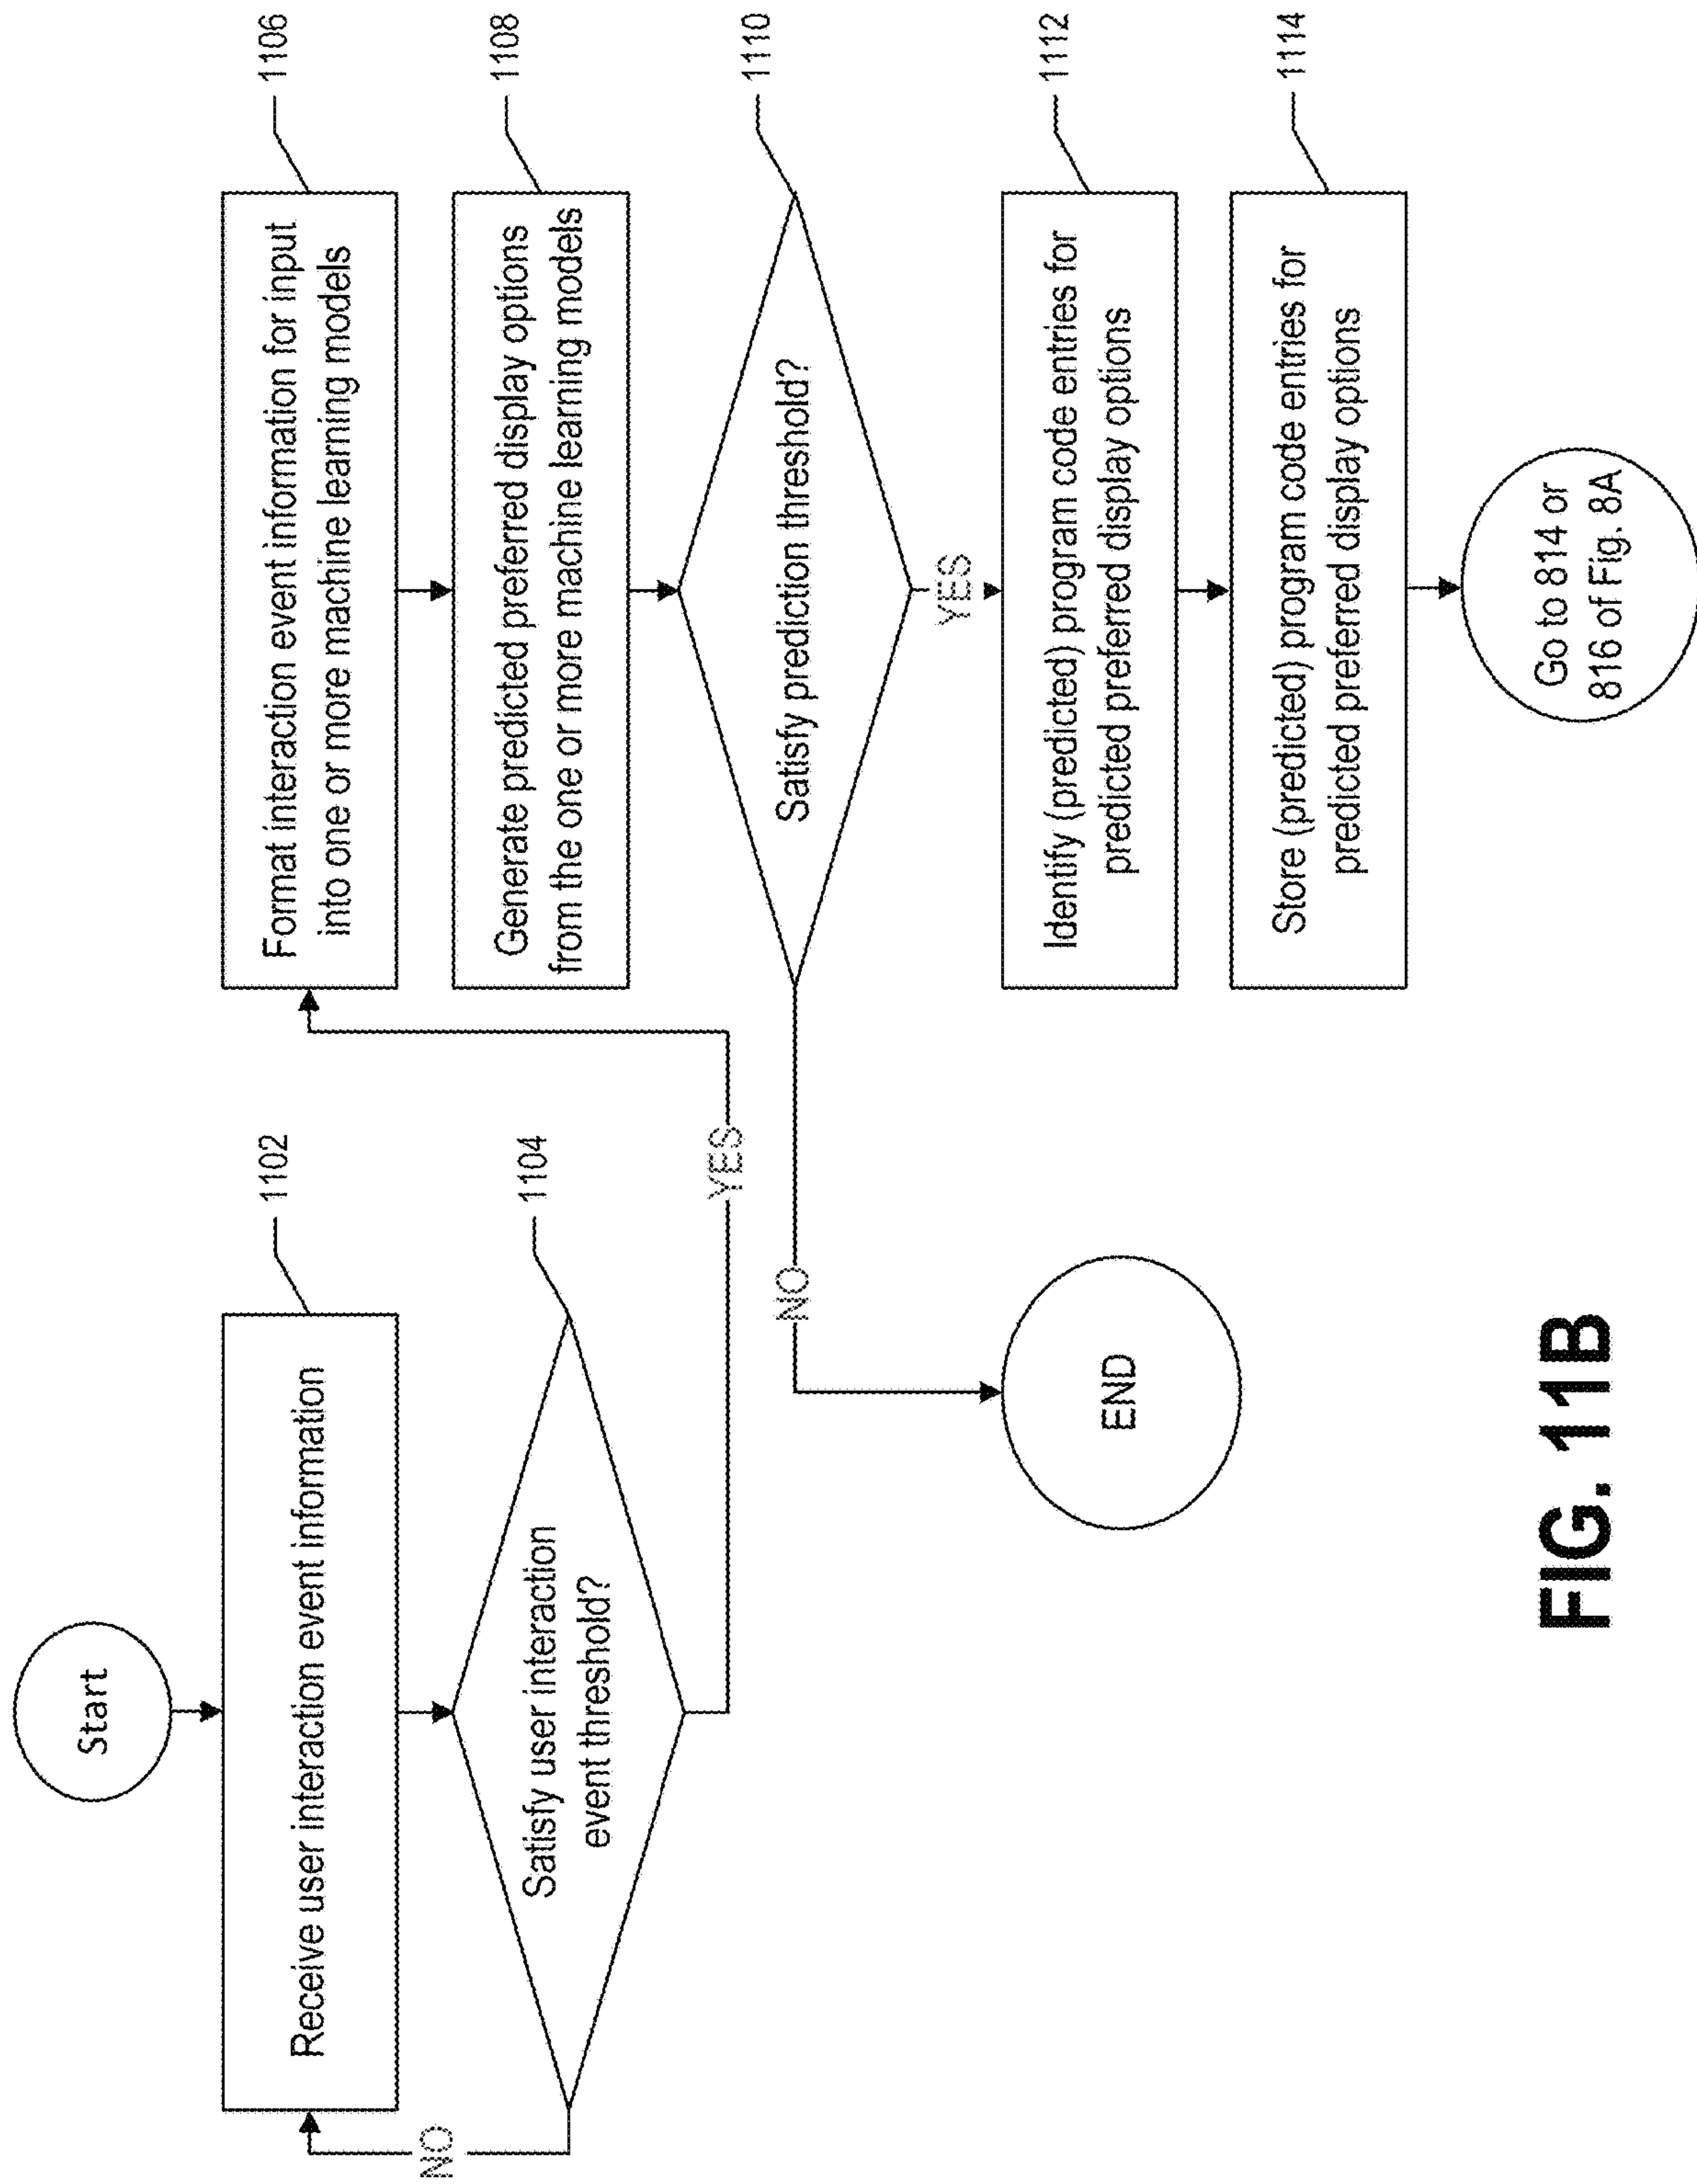 Start
Receive user interaction event information
1102
Satisfy user interaction
event threshold?
1104
NO
YES
Format interaction event information for input
into one or more machine learning models
1106
Generate predicted preferred display options
from the one or more machine learning models
1108
Satisfy prediction threshold?
1110
NO
END
YES
Identify (predicted) program code entries for
predicted preferred display options
1112
Store (predicted) program code entries for
predicted preferred display options
1114
Go to 814 or
816 of Fig. 8A
FIG. 11B